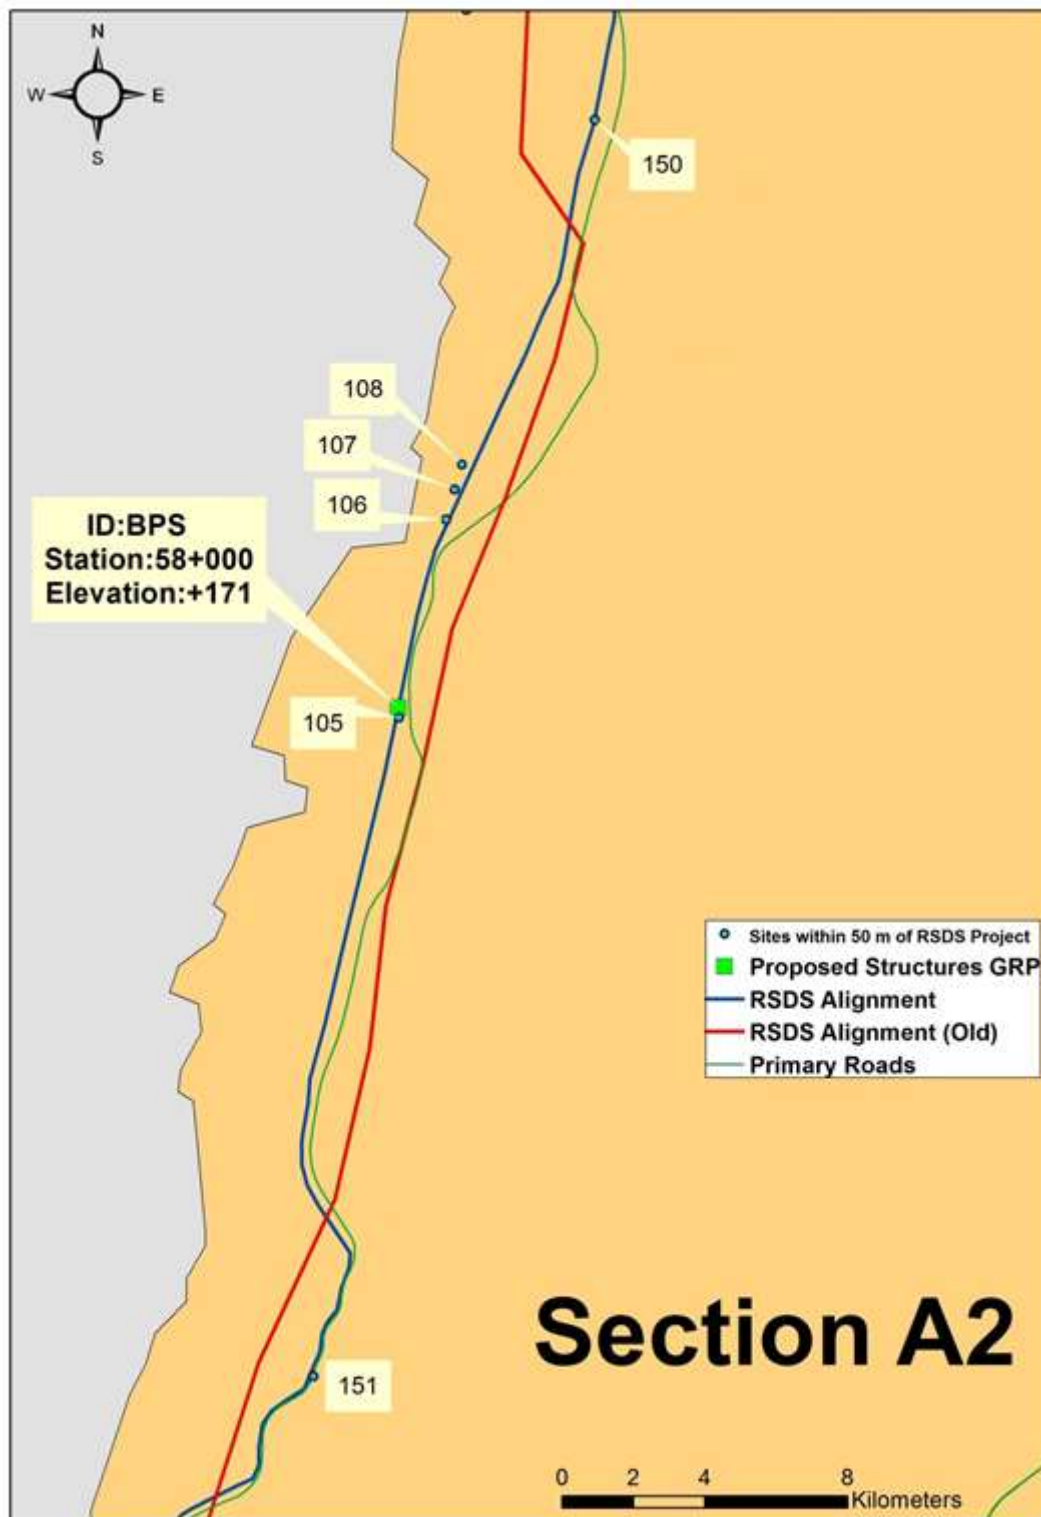 N
W E
S
150
108
107
106
ID:BPS
Station:58+000
Elevation:+171
105
Sites within 50 m of RSDS Project
Proposed Structures GRP
RSDS Alignment
RSDS Alignment (Old)
Primary Roads
Section A2
151
0 2 4 8
Kilometers